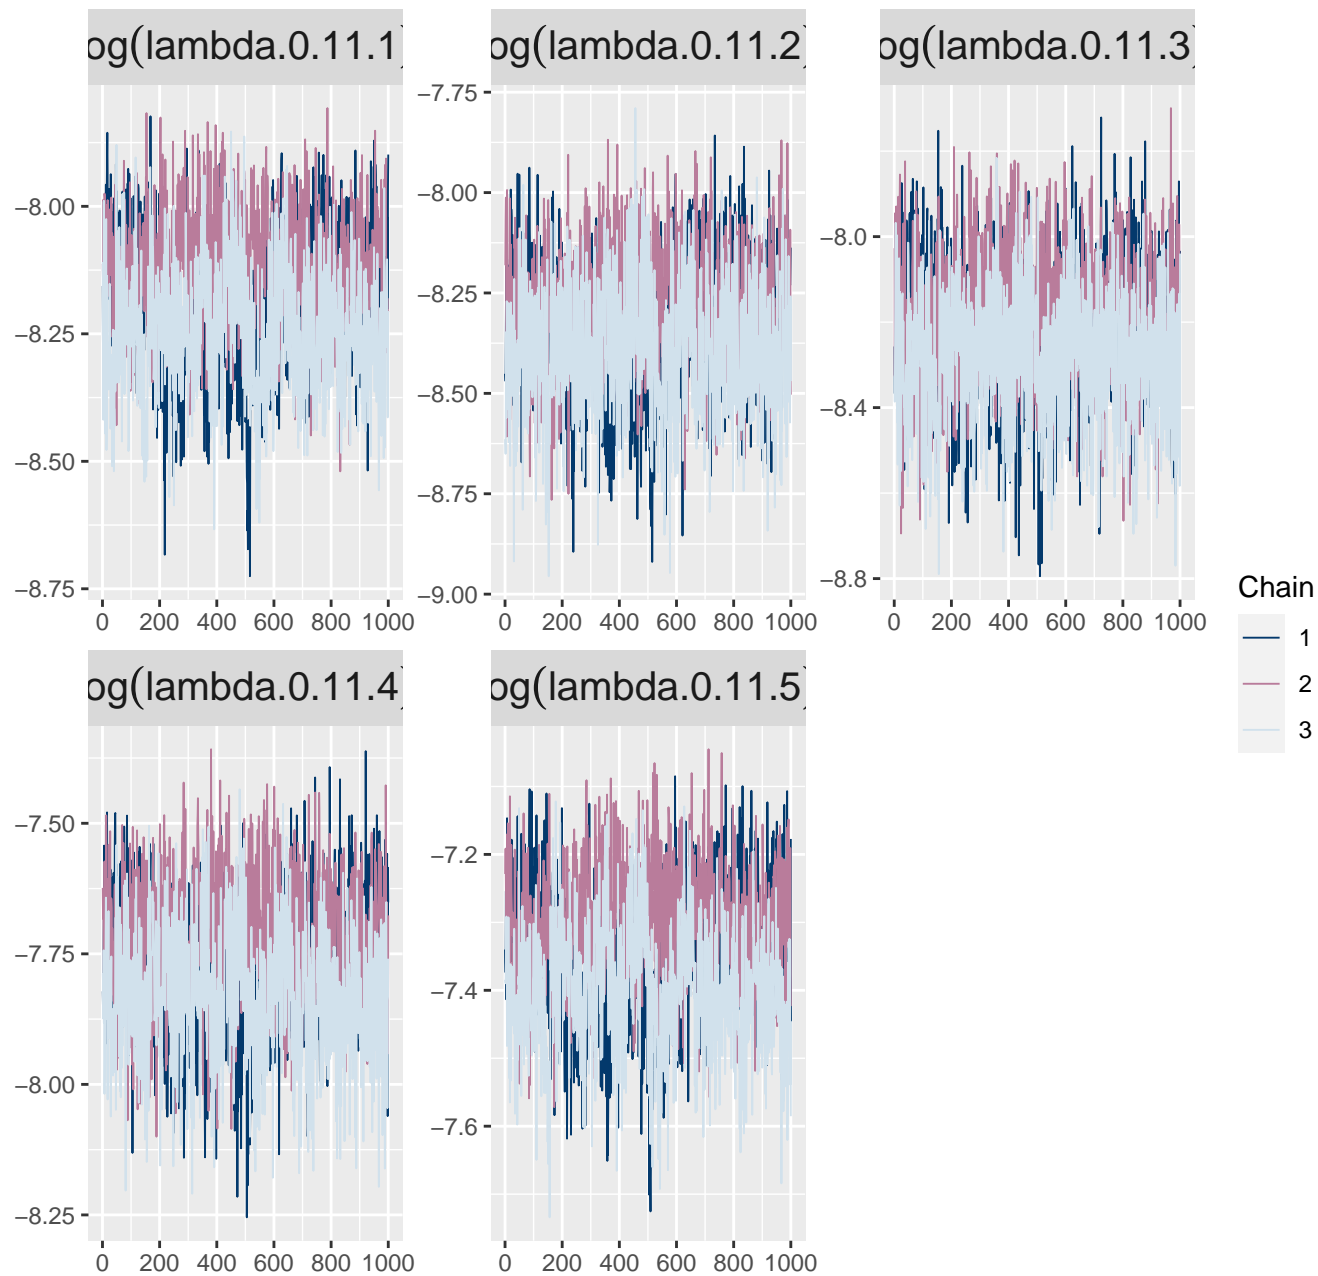 og(lambda.0.11.1)
og(lambda.0.11.2)
og(lambda.0.11.3)
−8.00
−8.25
−8.50
−8.75
−7.75
−8.00
−8.25
−8.50
−8.75
−9.00
−8.0
−8.4
−8.8
0 200 400 600 800 1000
0 200 400 600 800 1000
0 200 400 600 800 1000
og(lambda.0.11.4)
og(lambda.0.11.5)
−7.50
−7.75
−8.00
−8.25
−7.2
−7.4
−7.6
0 200 400 600 800 1000
0 200 400 600 800 1000
Chain
1
2
3